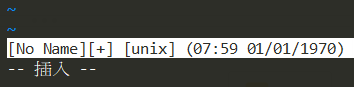 ~
~
[No Name][+] [unix] (07:59 01/01/1970)
-- 插入 --